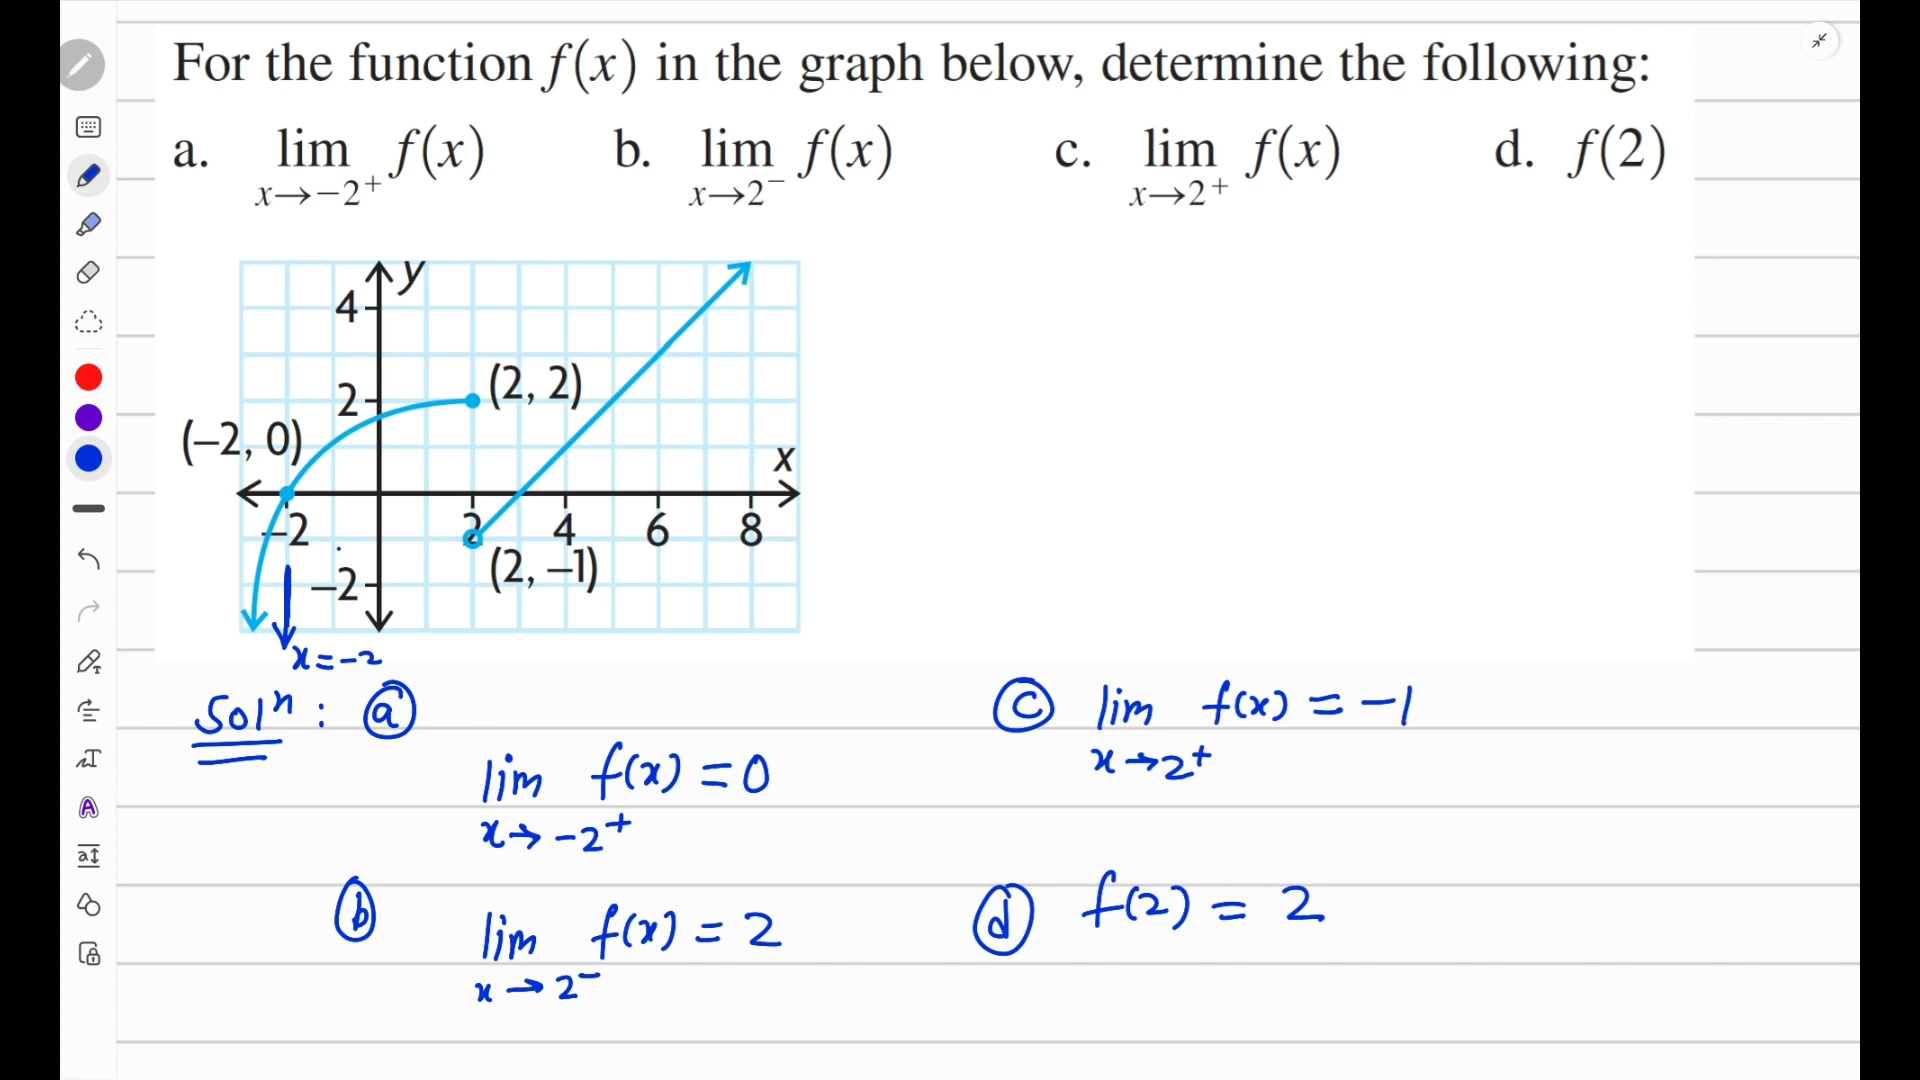 For the function f(x) in the graph below, determine the following:
a. lim x→−2⁺ f(x) b. lim x→2⁻ f(x) c. lim x→2⁺ f(x) d. f(2)
y
4
2
(2, 2)
(−2, 0)
x
−2 2 4 6 8
−2
(2, −1)
x = −2
Solⁿ : ⓐ
lim f(x) = 0
x → −2⁺
ⓑ
lim f(x) = 2
x → 2⁻
ⓒ lim f(x) = −1
x → 2⁺
ⓓ f(2) = 2